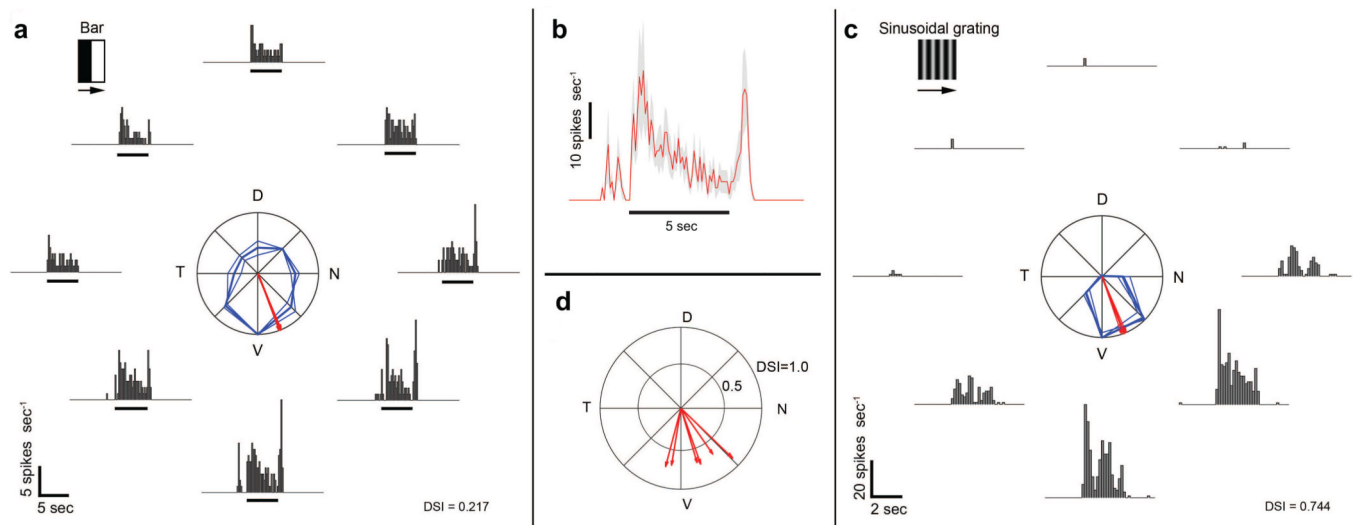 a
Bar
D
T
N
V
5 spikes sec⁻¹
5 sec
DSI = 0.217
b
10 spikes sec⁻¹
5 sec
d
D
DSI=1.0
0.5
T
N
V
c
Sinusoidal grating
D
T
N
V
20 spikes sec⁻¹
2 sec
DSI = 0.744